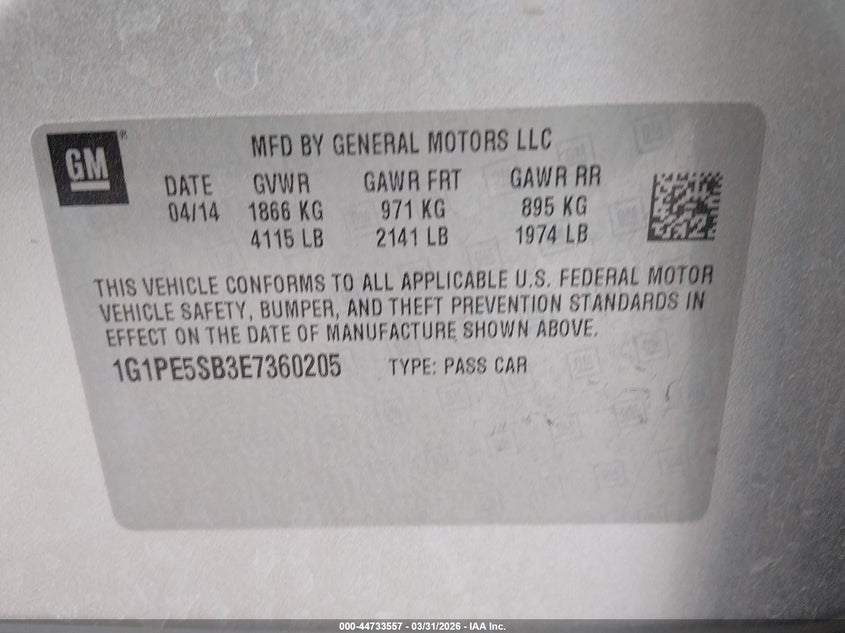 GM
MFD BY GENERAL MOTORS LLC
DATE GVWR GAWR FRT GAWR RR
04/14 1866 KG 971 KG 895 KG
4115 LB 2141 LB 1974 LB
THIS VEHICLE CONFORMS TO ALL APPLICABLE U.S. FEDERAL MOTOR
VEHICLE SAFETY, BUMPER, AND THEFT PREVENTION STANDARDS IN
EFFECT ON THE DATE OF MANUFACTURE SHOWN ABOVE.
1G1PE5SB3E7360205 TYPE: PASS CAR
000-44733557 - 03/31/2026 - IAA Inc.